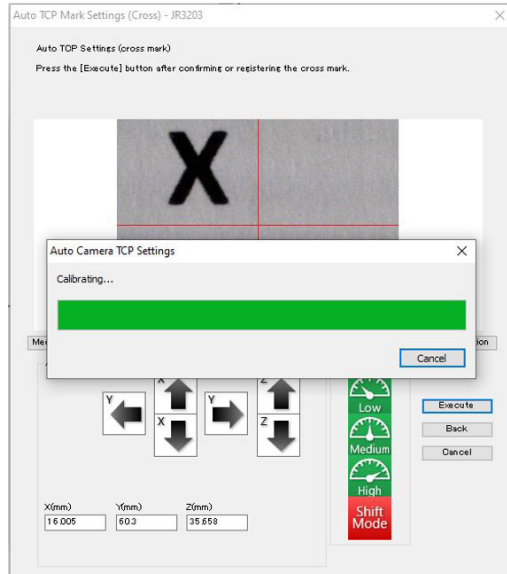 Auto TCP Mark Settings (Cross) - JR3203
Auto TCP Settings (cross mark)
Press the [Execute] button after confirming or registering the cross mark.
X
Auto Camera TCP Settings
Calibrating...
Cancel
X
Z
Y
Y
X
Z
Low
Medium
High
Shift
Mode
Execute
Back
Cancel
X(mm) Y(mm) Z(mm)
16.005 60.3 35.658